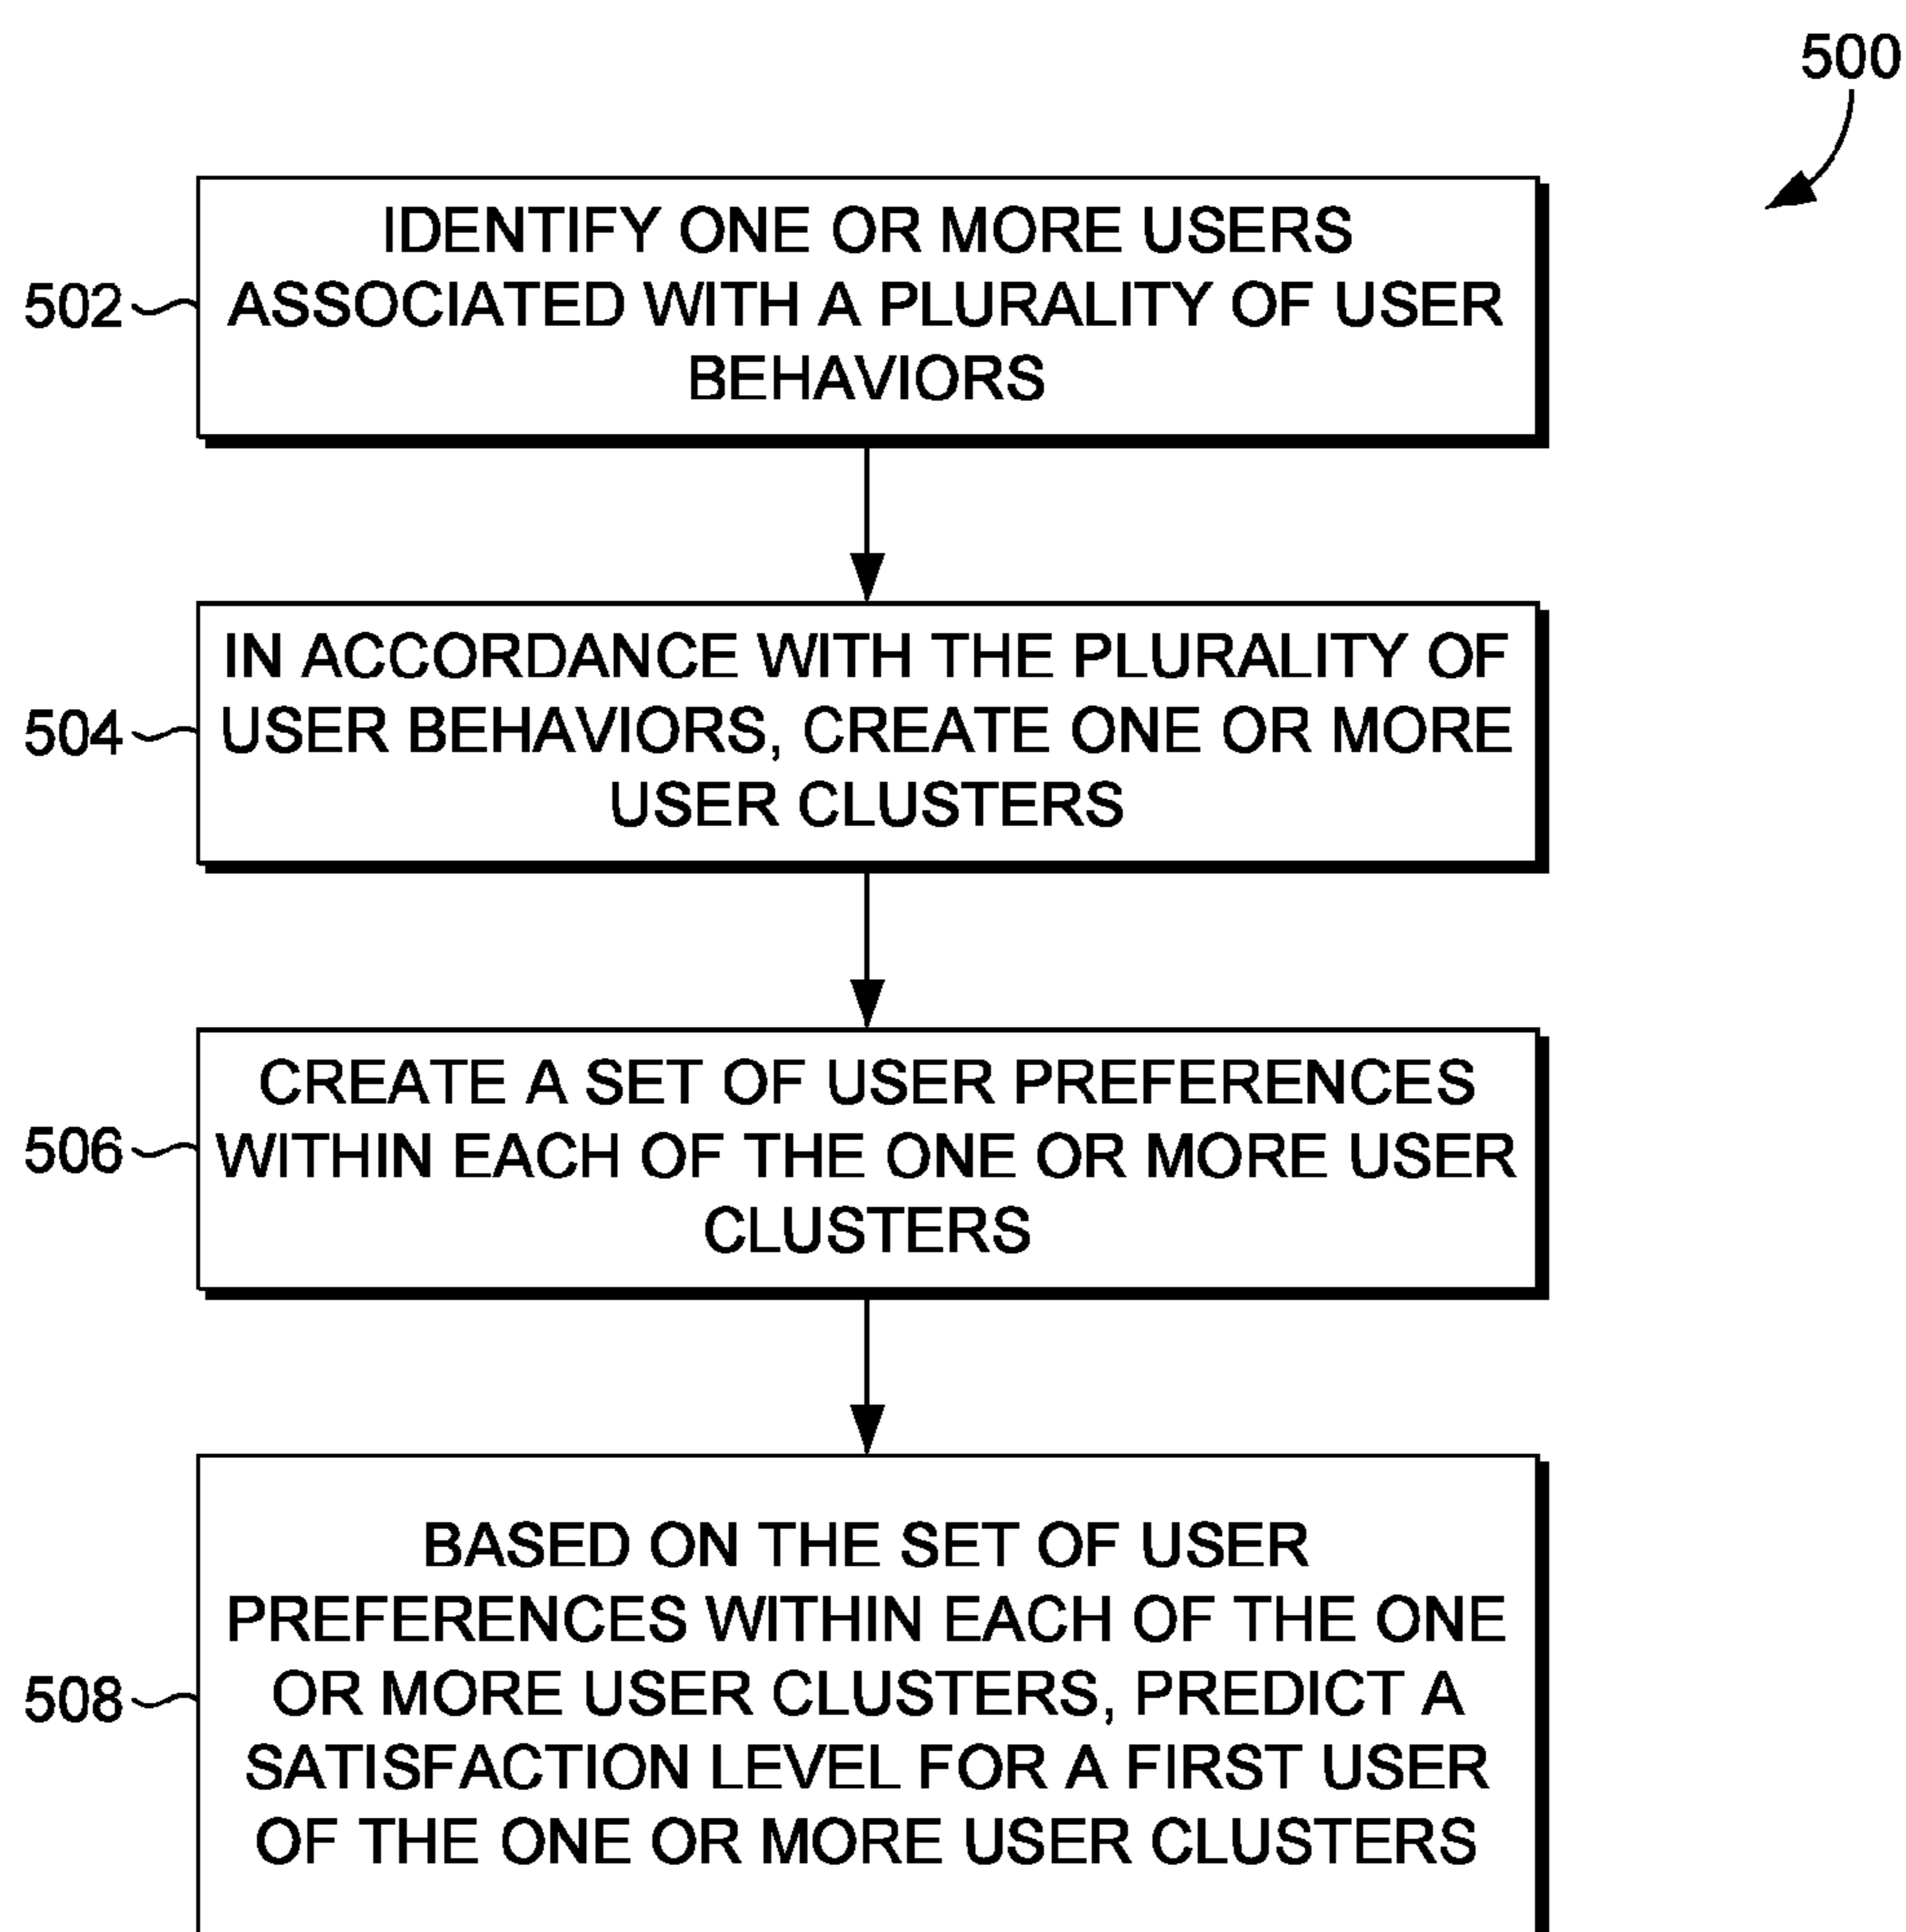 500
IDENTIFY ONE OR MORE USERS
ASSOCIATED WITH A PLURALITY OF USER
BEHAVIORS
502
IN ACCORDANCE WITH THE PLURALITY OF
USER BEHAVIORS, CREATE ONE OR MORE
USER CLUSTERS
504
CREATE A SET OF USER PREFERENCES
WITHIN EACH OF THE ONE OR MORE USER
CLUSTERS
506
BASED ON THE SET OF USER
PREFERENCES WITHIN EACH OF THE ONE
OR MORE USER CLUSTERS, PREDICT A
SATISFACTION LEVEL FOR A FIRST USER
OF THE ONE OR MORE USER CLUSTERS
508